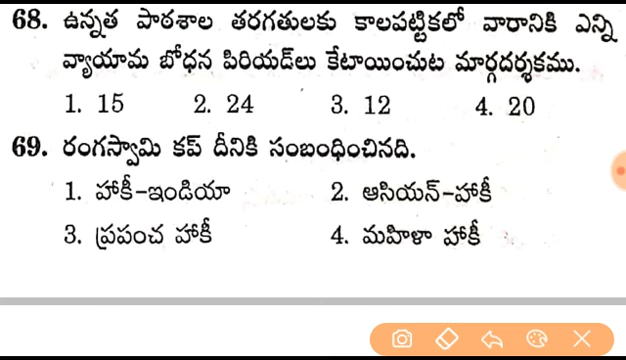 68. ఉన్నత పాఠశాల తరగతులకు కాలపట్టికలో వారానికి ఎన్ని
వ్యాయామ బోధన పిరియడ్‌లు కేటాయించుట మార్గదర్శకము.
1. 15 2. 24 3. 12 4. 20
69. రంగస్వామి కప్ దీనికి సంబంధించినది.
1. హాకీ-ఇండియా 2. ఆసియన్-హాకీ
3. ప్రపంచ హాకీ 4. మహిళా హాకీ